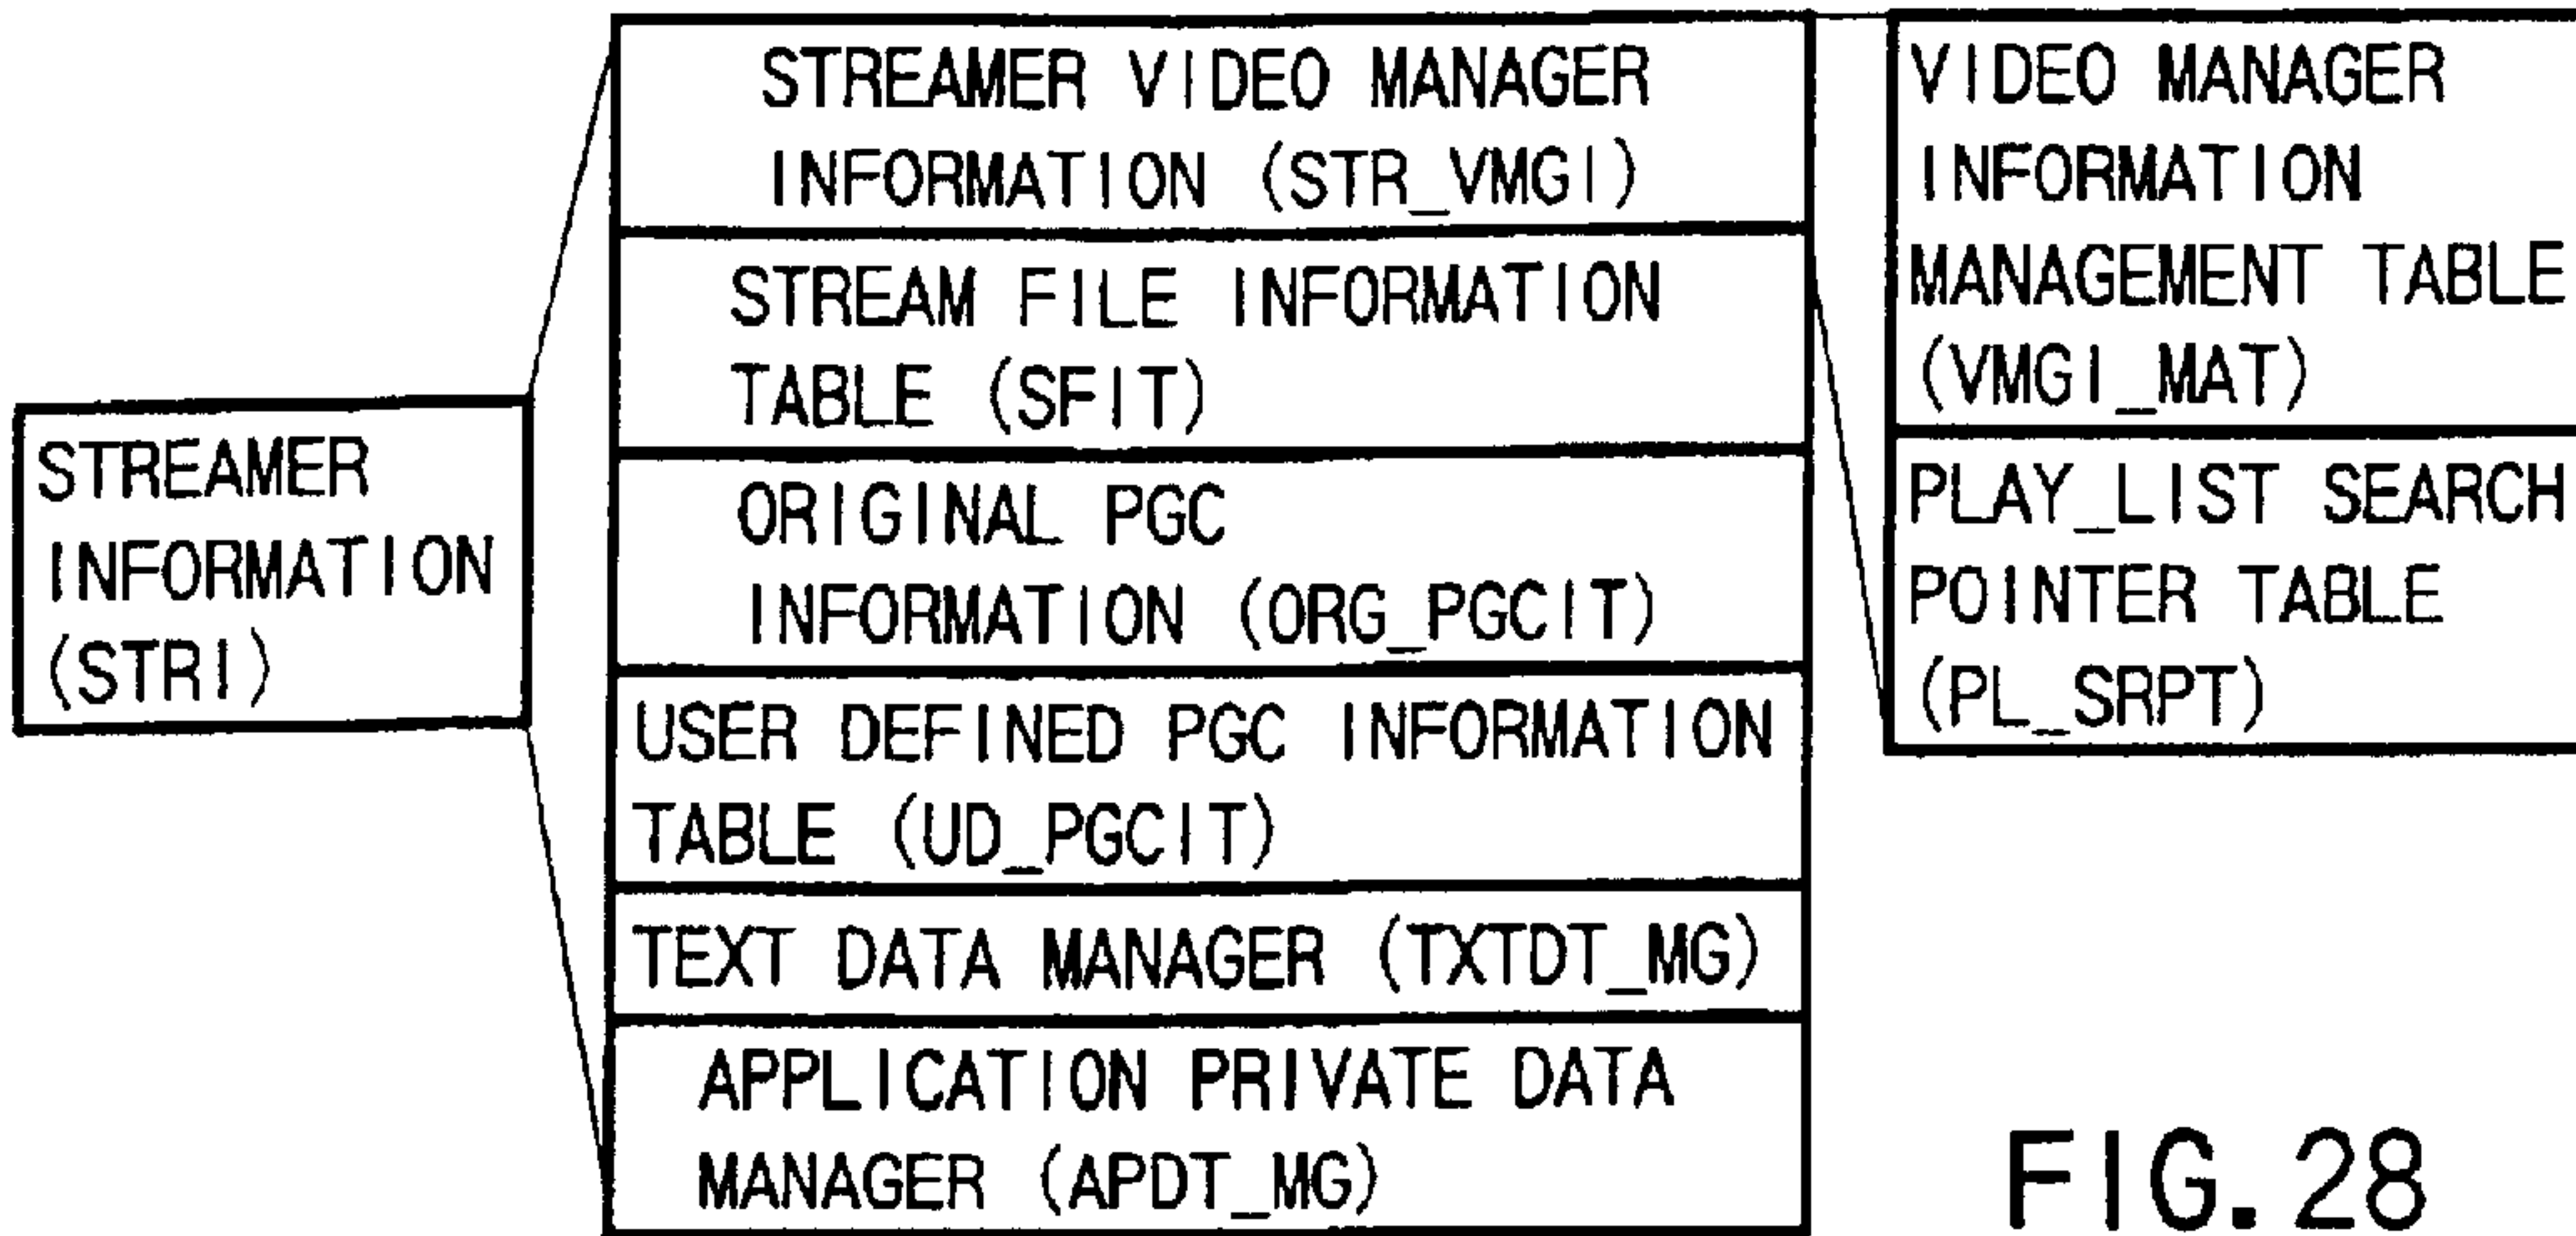 STREAMER
INFORMATION
(STRI)
STREAMER VIDEO MANAGER
INFORMATION (STR_VMGI)
STREAM FILE INFORMATION
TABLE (SFIT)
ORIGINAL PGC
INFORMATION (ORG_PGCIT)
USER DEFINED PGC INFORMATION
TABLE (UD_PGCIT)
TEXT DATA MANAGER (TXTDT_MG)
APPLICATION PRIVATE DATA
MANAGER (APDT_MG)
VIDEO MANAGER
INFORMATION
MANAGEMENT TABLE
(VMGI_MAT)
PLAY_LIST SEARCH
POINTER TABLE
(PL_SRPT)
FIG. 28